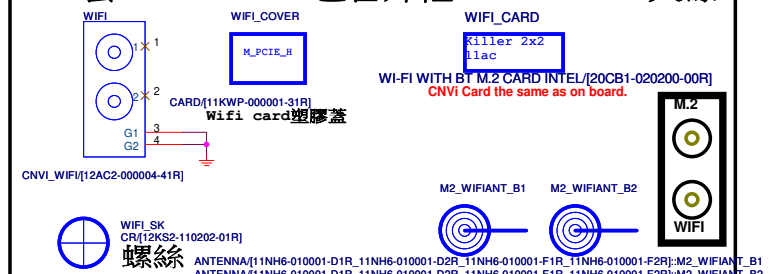 WIFI
WIFI_COVER
WIFI_CARD
M_PCIE_H
Killer 2x2
11ac
1
1
2
2
G1
3
G2
4
CARD/[11KWP-000001-31R]
Wifi card塑膠蓋
WI-FI WITH BT M.2 CARD INTEL/[20CB1-020200-00R]
CNVi Card the same as on board.
M.2
WIFI
CNVI_WIFI/[12AC2-000004-41R]
M2_WIFIANT_B1
M2_WIFIANT_B2
WIFI_SK
CR/[12KS2-110202-01R]
螺絲
ANTENNA/[11NH6-010001-D1R_11NH6-010001-D2R_11NH6-010001-F1R_11NH6-010001-F2R]::M2_WIFIANT_B1